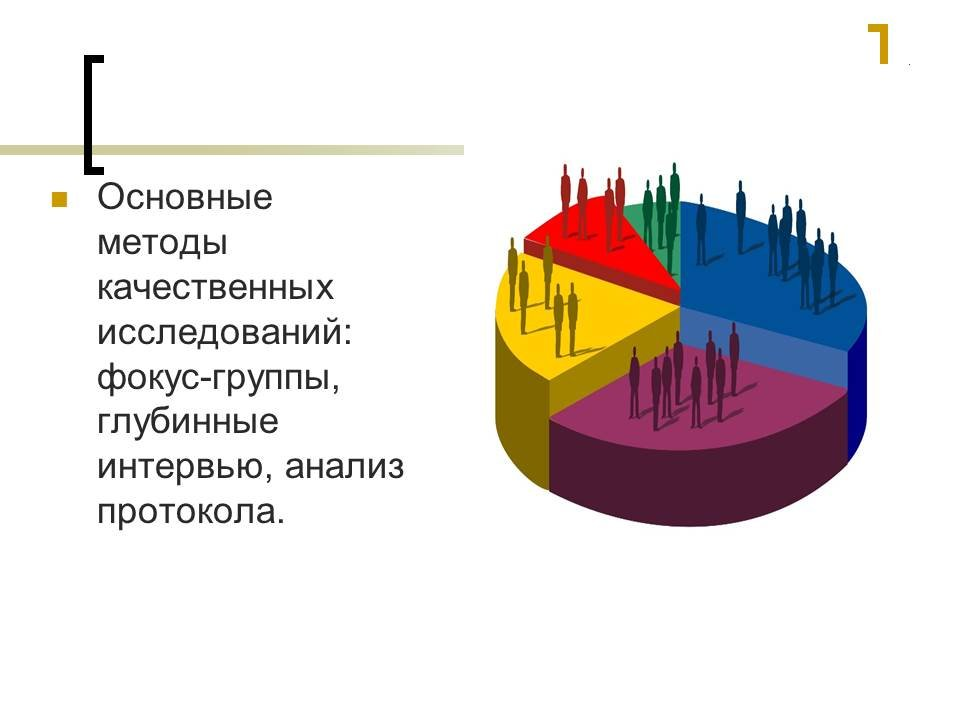 Основные
методы
качественных
исследований:
фокус-группы,
глубинные
интервью, анализ
протокола.